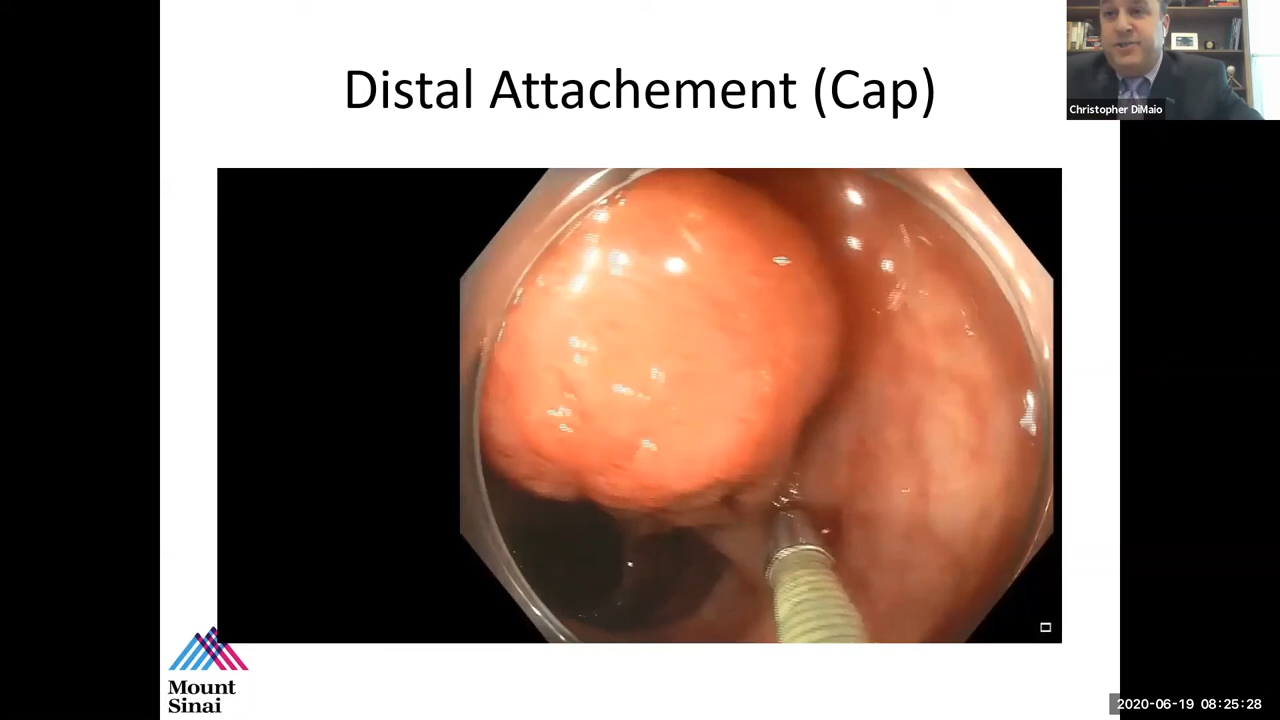 Distal Attachement (Cap)
Christopher DiMaio
Mount
Sinai
2020-06-19 08:25:28